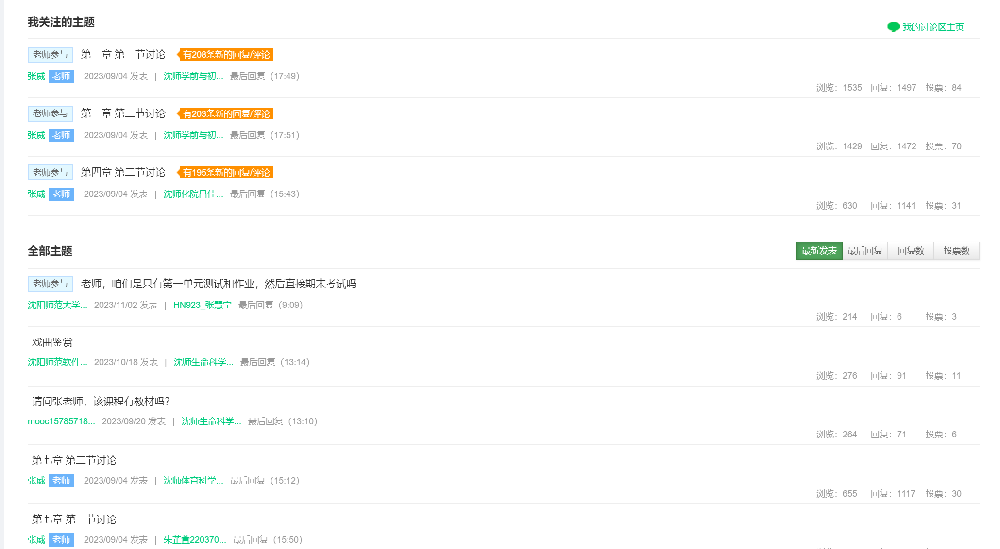 我关注的主题
我的讨论区主页
老师参与 第一章 第一节讨论 有208条新的回复/评论
张威 老师 2023/09/04 发表 | 沈师学前与初... 最后回复（17:49）
浏览：1535 回复：1497 投票：84
老师参与 第一章 第二节讨论 有203条新的回复/评论
张威 老师 2023/09/04 发表 | 沈师学前与初... 最后回复（17:51）
浏览：1429 回复：1472 投票：70
老师参与 第四章 第二节讨论 有195条新的回复/评论
张威 老师 2023/09/04 发表 | 沈师化院吕佳... 最后回复（15:43）
浏览：630 回复：1141 投票：31
全部主题
最新发表 最后回复 回复数 投票数
老师参与 老师，咱们是只有第一单元测试和作业，然后直接期末考试吗
沈阳师范大学... 2023/11/02 发表 | HN923_张慧宁 最后回复（9:09）
浏览：214 回复：6 投票：3
戏曲鉴赏
沈阳师范软件... 2023/10/18 发表 | 沈师生命科学... 最后回复（13:14）
浏览：276 回复：91 投票：11
请问张老师，该课程有教材吗？
mooc15785718... 2023/09/20 发表 | 沈师生命科学... 最后回复（13:10）
浏览：264 回复：71 投票：6
第七章 第二节讨论
张威 老师 2023/09/04 发表 | 沈师体育科学... 最后回复（15:12）
浏览：655 回复：1117 投票：30
第七章 第一节讨论
张威 老师 2023/09/04 发表 | 朱芷萱220370... 最后回复（15:50）